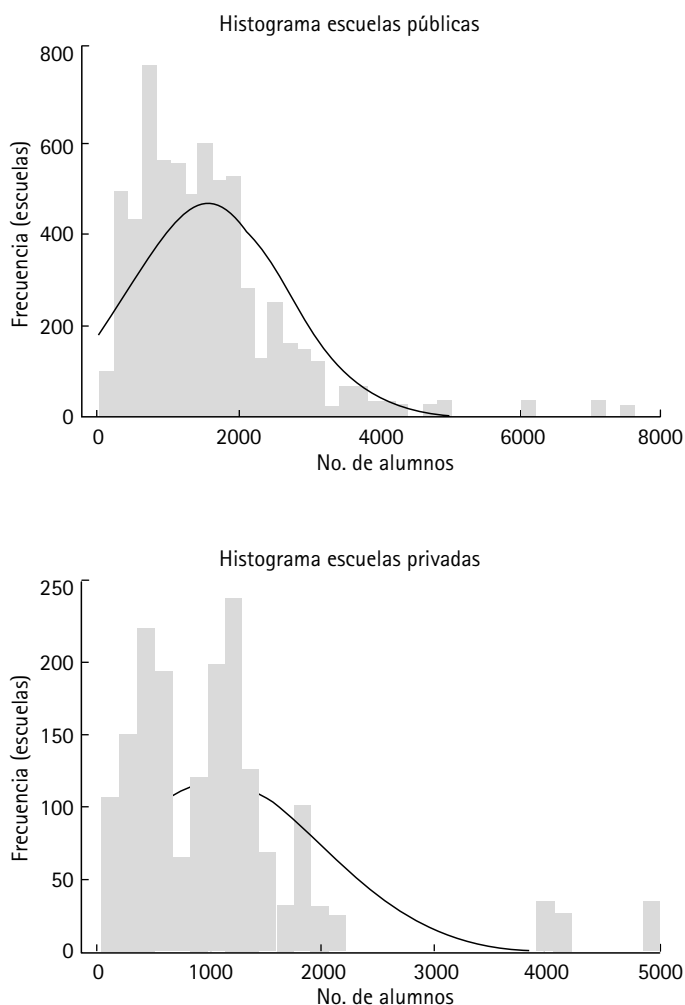 Histograma escuelas públicas
Frecuencia (escuelas)
800
600
400
200
0
0 2000 4000 6000 8000
No. de alumnos
Histograma escuelas privadas
Frecuencia (escuelas)
250
200
150
100
50
0
0 1000 2000 3000 4000 5000
No. de alumnos